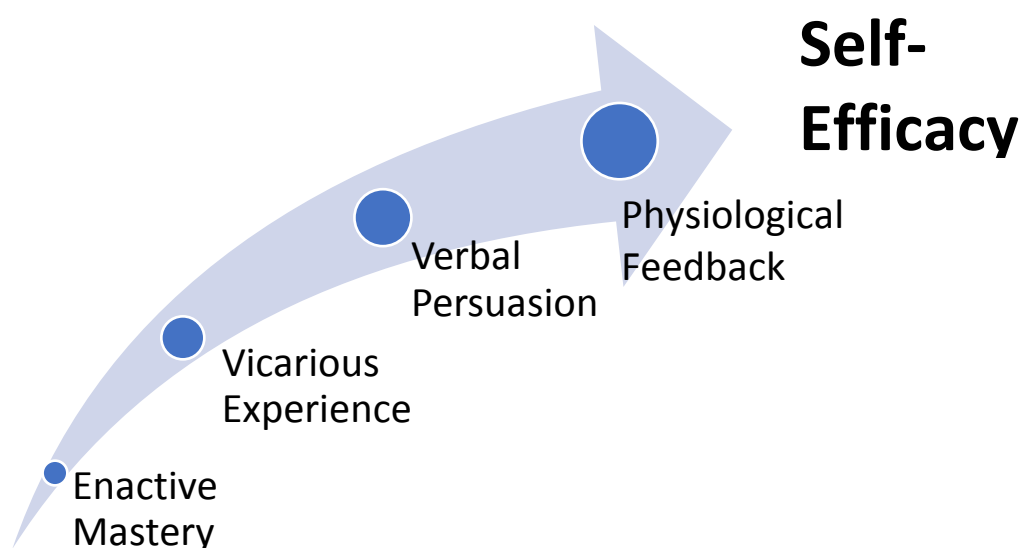 Self-
Efficacy
Physiological
Feedback
Verbal
Persuasion
Vicarious
Experience
Enactive
Mastery